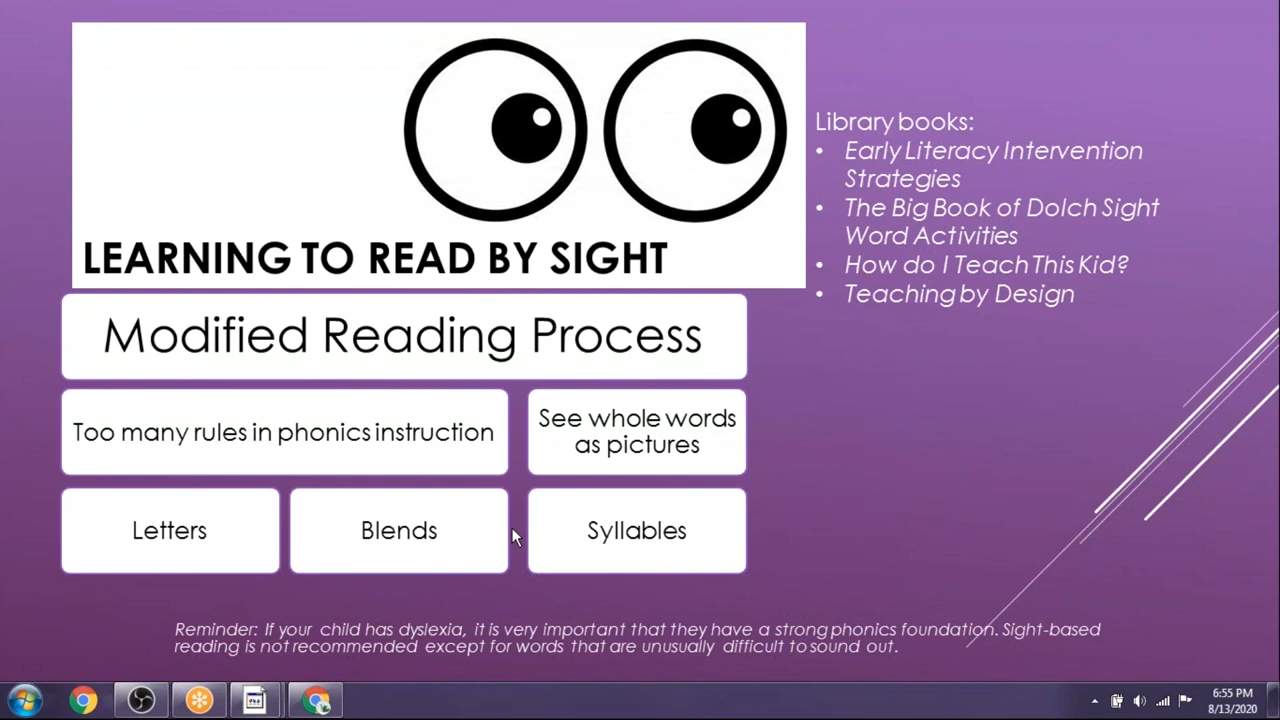 LEARNING TO READ BY SIGHT
Library books:
• Early Literacy Intervention
Strategies
• The Big Book of Dolch Sight
Word Activities
• How do I Teach This Kid?
• Teaching by Design
Modified Reading Process
Too many rules in phonics instruction
See whole words
as pictures
Letters
Blends
Syllables
Reminder: If your child has dyslexia, it is very important that they have a strong phonics foundation. Sight-based
reading is not recommended except for words that are unusually difficult to sound out.
6:55 PM
8/13/2020